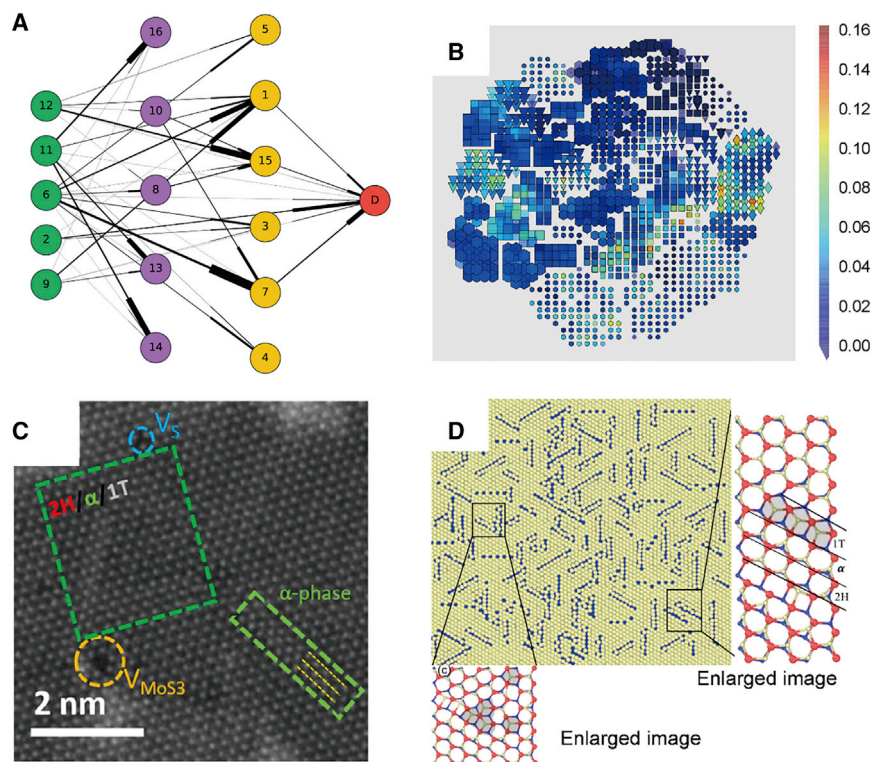 A
16
5
12
10
1
11
15
6
8
D
2
3
9
13
7
14
4
B
0.16
0.14
0.12
0.10
0.08
0.06
0.04
0.02
0.00
C
VS
2H/α/1T
α-phase
VMoS3
2 nm
D
1T
α
2H
Enlarged image
(c)
Enlarged image